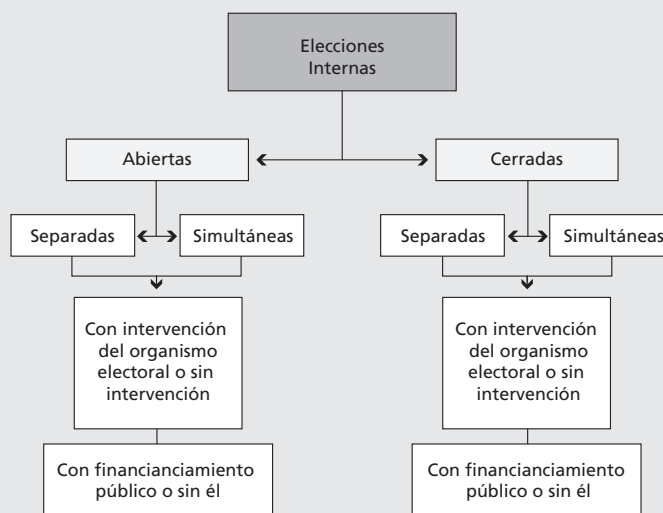 Elecciones
Internas
Abiertas
Cerradas
Separadas
Simultáneas
Separadas
Simultáneas
Con intervención
del organismo
electoral o sin
intervención
Con intervención
del organismo
electoral o sin
intervención
Con financianciamiento
público o sin él
Con financianciamiento
público o sin él